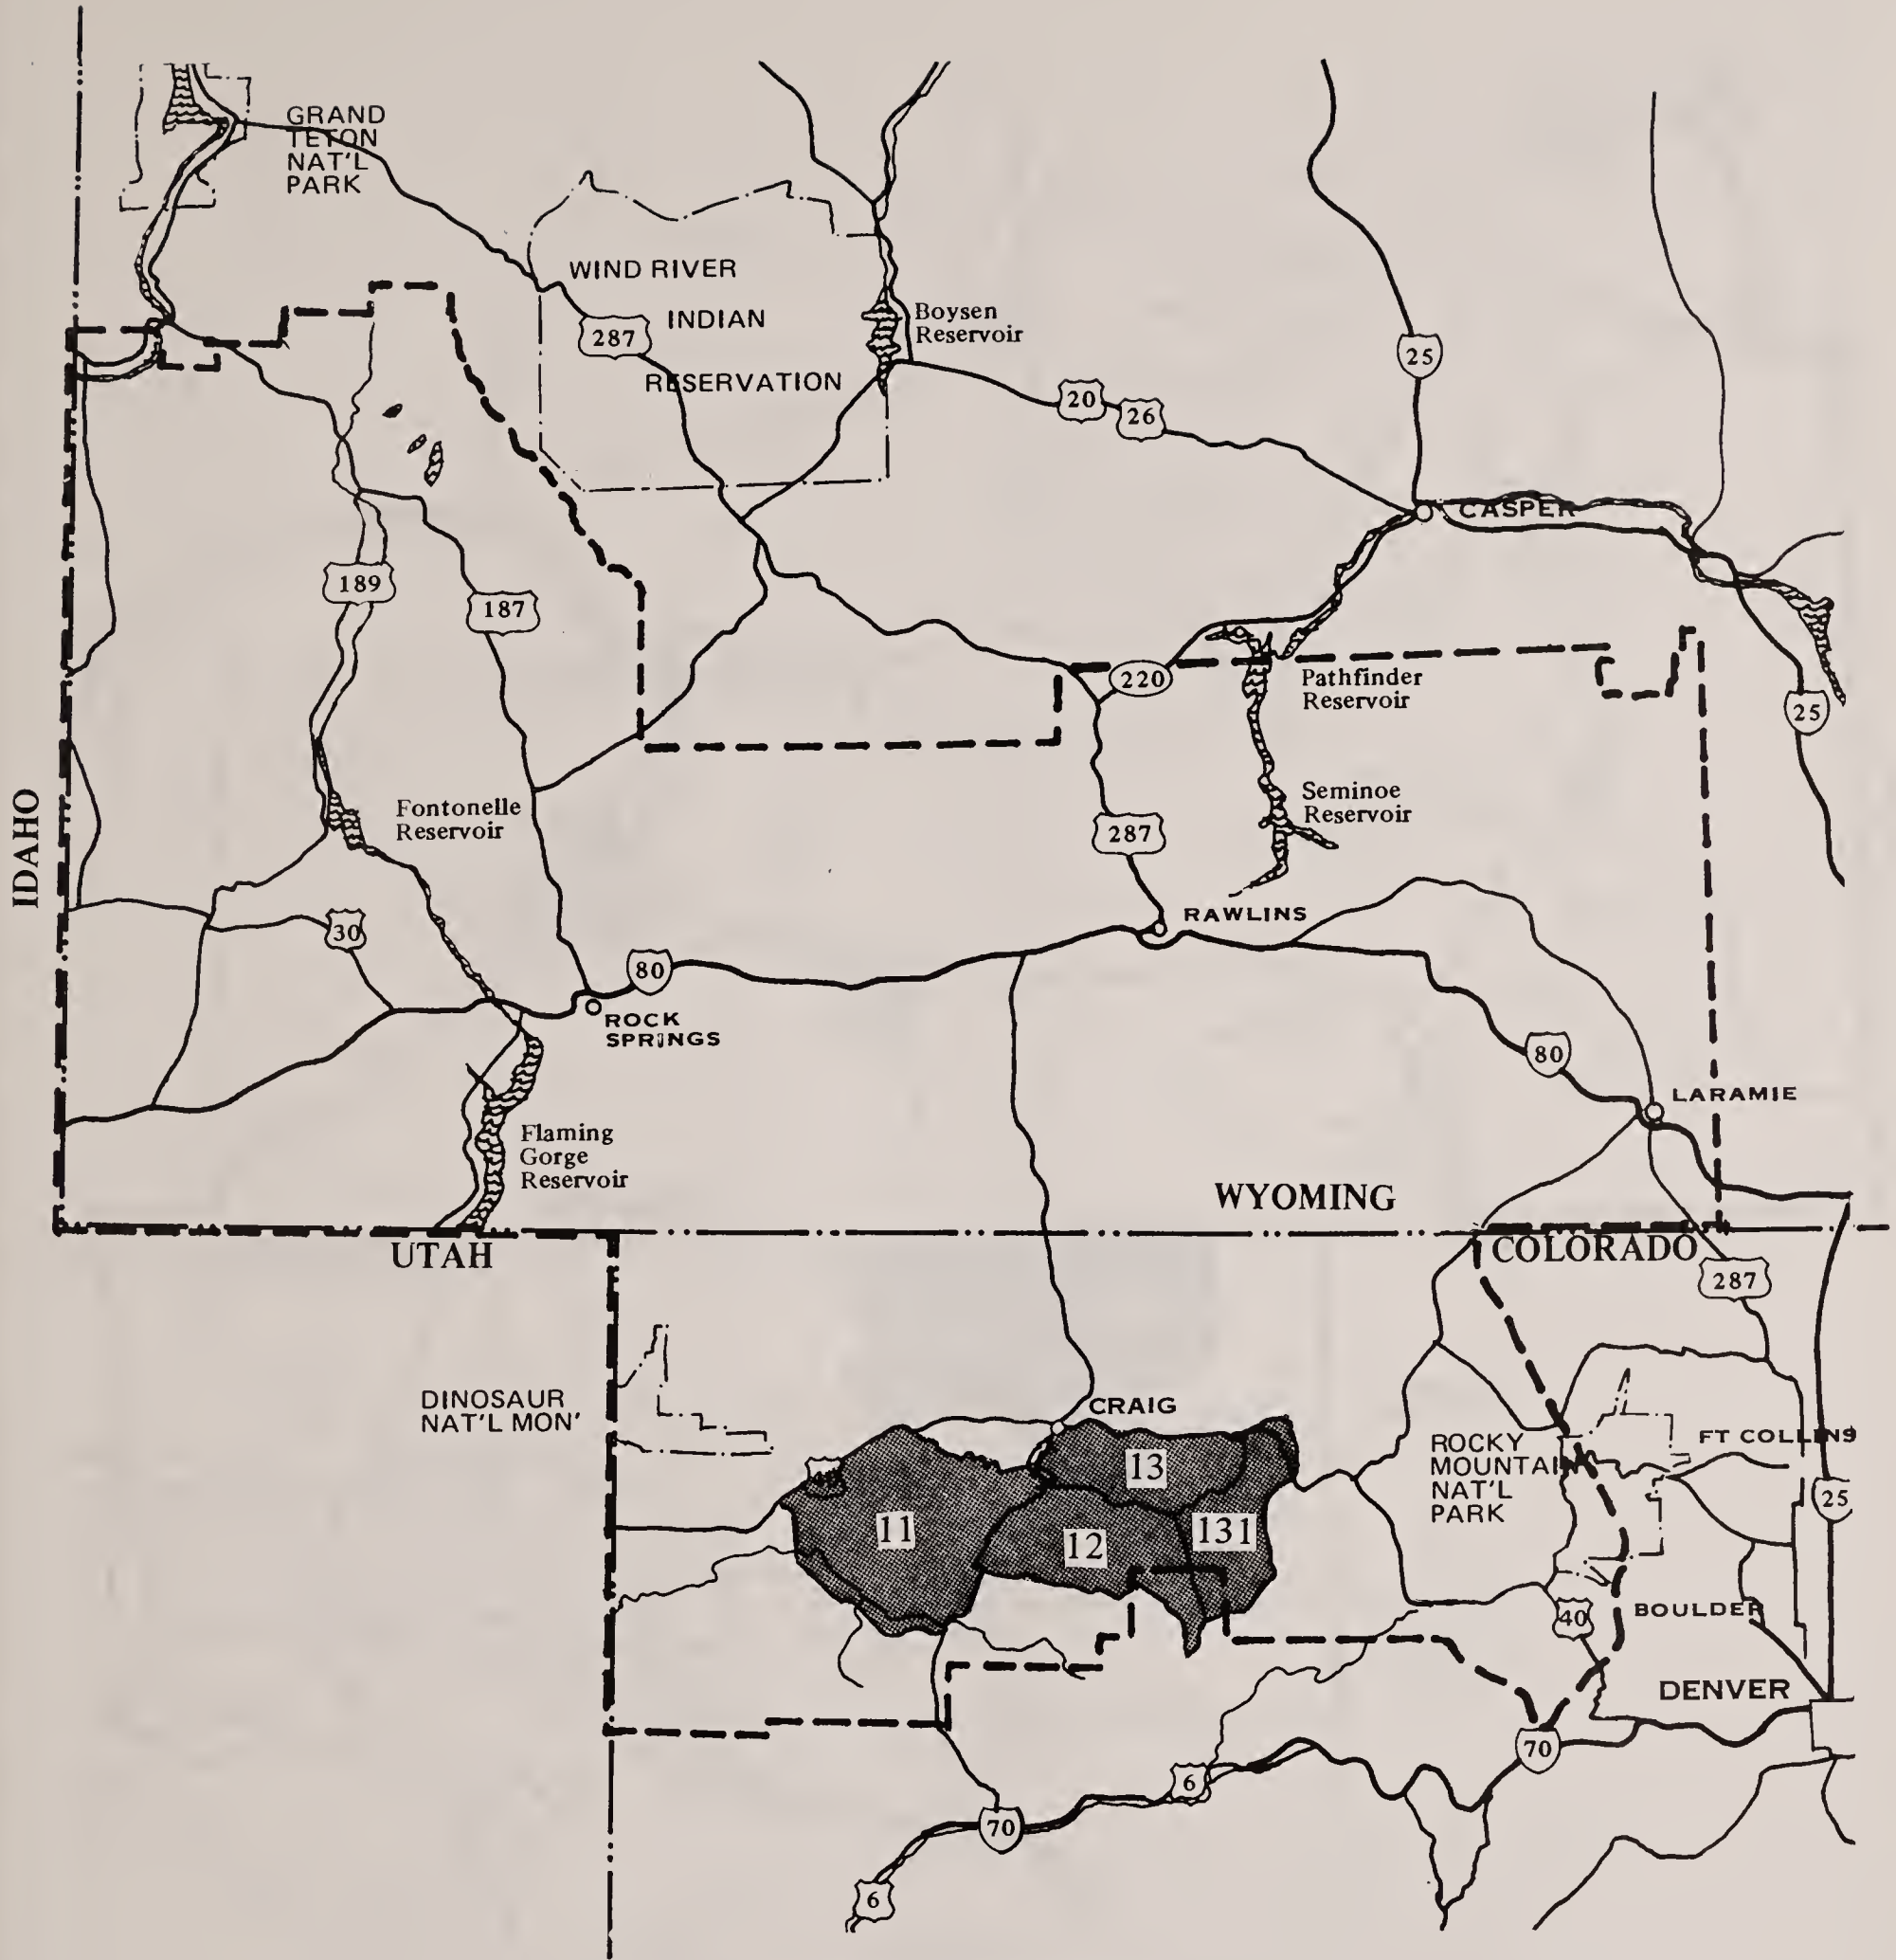 GRAND
TETON
NAT'L
PARK
WIND RIVER
INDIAN
RESERVATION
287
Boysen
Reservoir
25
20
26
CASPER
189
187
220
Pathfinder
Reservoir
25
IDAHO
Fontonelle
Reservoir
Seminoe
Reservoir
287
RAWLINS
30
80
ROCK
SPRINGS
80
LARAMIE
Flaming
Gorge
Reservoir
WYOMING
UTAH
COLORADO
287
DINOSAUR
NAT'L MON'
CRAIG
ROCKY
MOUNTAIN
NAT'L
PARK
FT COLLINS
13
25
11
12
131
40
BOULDER
DENVER
70
6
70
6